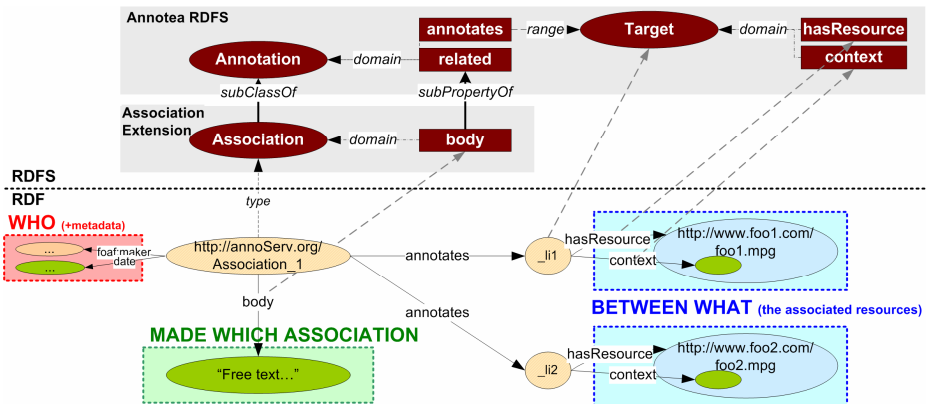 Annotea RDFS
annotates
range
Target
domain
hasResource
context
Annotation
domain
related
subClassOf
subPropertyOf
Association
Extension
Association
domain
body
RDFS
RDF
type
WHO (+metadata)
...
foaf:maker
date
...
http://annoServ.org/
Association_1
annotates
_li1
hasResource
context
http://www.foo1.com/
foo1.mpg
body
annotates
BETWEEN WHAT (the associated resources)
MADE WHICH ASSOCIATION
"Free text..."
_li2
hasResource
context
http://www.foo2.com/
foo2.mpg